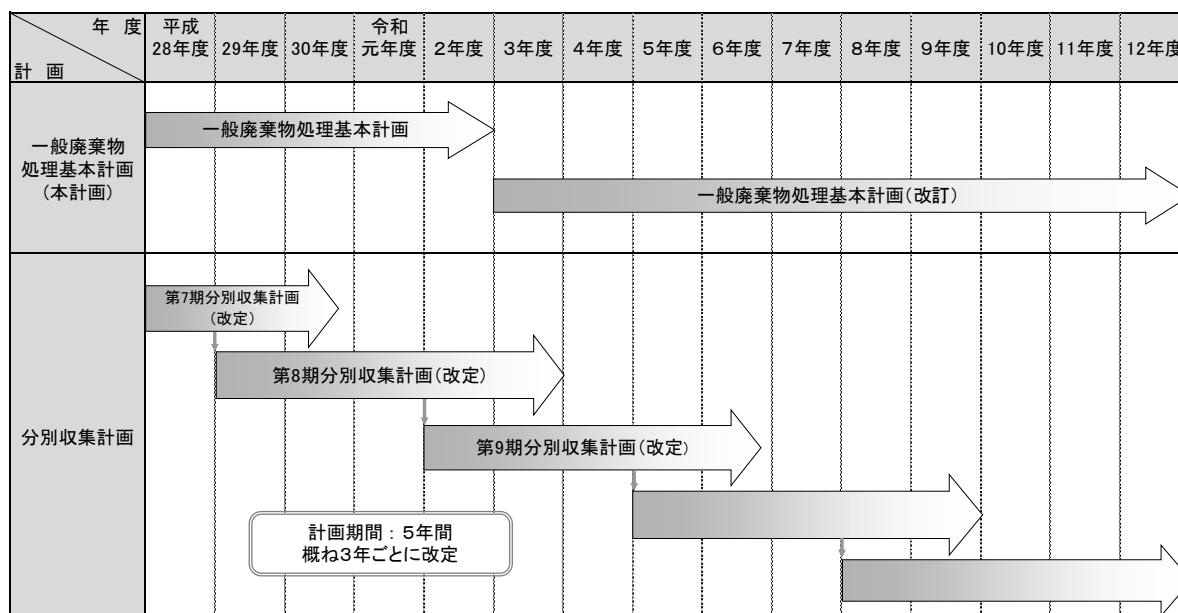 年 度
計 画
平成
28年度
29年度
30年度
令和
元年度
2年度
3年度
4年度
5年度
6年度
7年度
8年度
9年度
10年度
11年度
12年度
一般廃棄物
処理基本計画
(本計画)
一般廃棄物処理基本計画
一般廃棄物処理基本計画(改訂)
分別収集計画
第7期分別収集計画
(改定)
第8期分別収集計画(改定)
第9期分別収集計画(改定)
計画期間：5年間
概ね3年ごとに改定